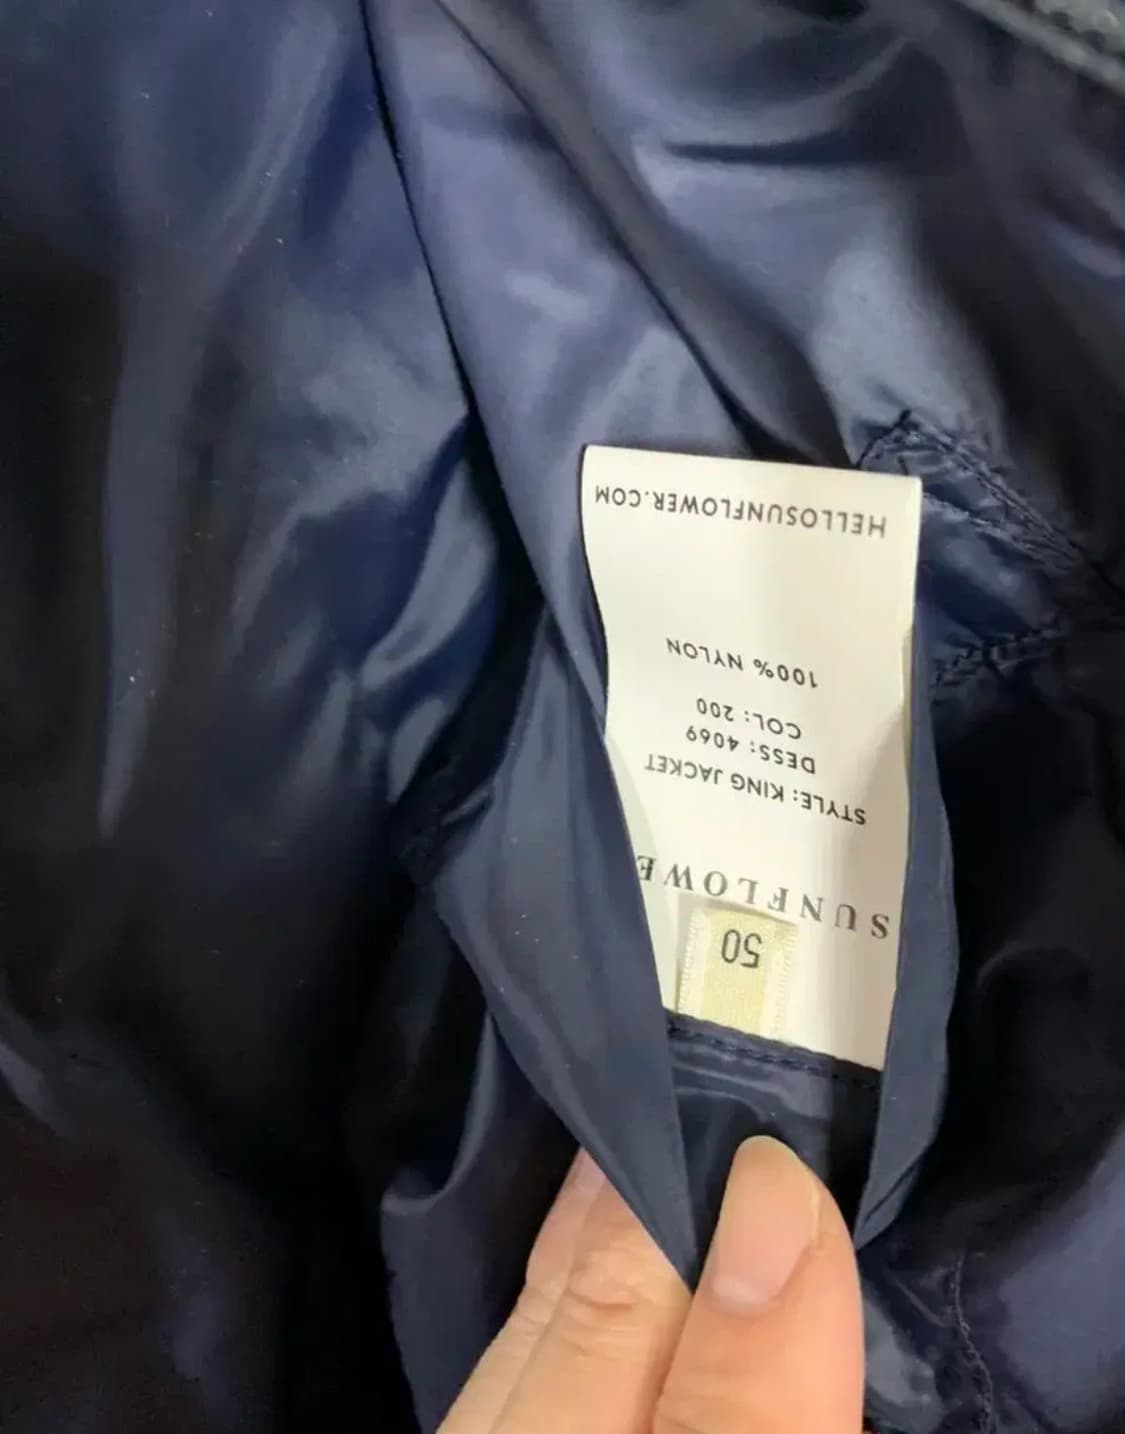 50
SUNFLOWE
STYLE: KING JACKET
DESS: 4069
COL: 200
100% NYLON
HELLOSUNFLOWER.COM